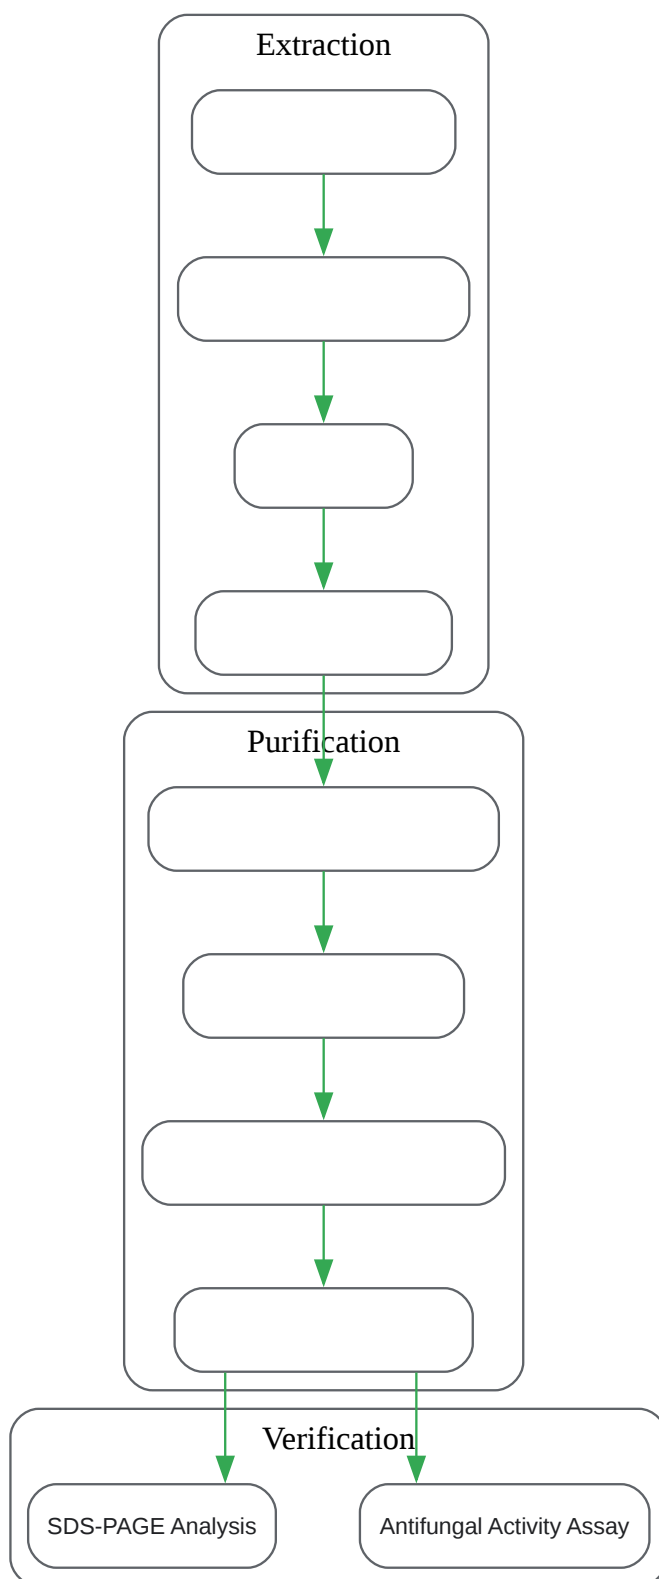 Extraction
Purification
Verification
SDS-PAGE Analysis
Antifungal Activity Assay